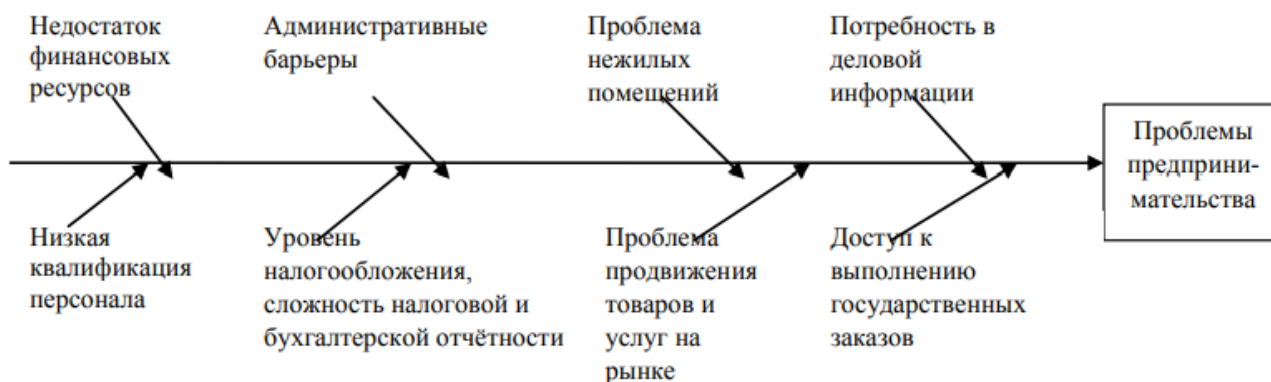 Недостаток
финансовых
ресурсов
Административные
барьеры
Проблема
нежилых
помещений
Потребность в
деловой
информации
Проблемы
предприни-
мательства
Низкая
квалификация
персонала
Уровень
налогообложения,
сложность налоговой и
бухгалтерской отчётности
Проблема
продвижения
товаров и
услуг на
рынке
Доступ к
выполнению
государственных
заказов